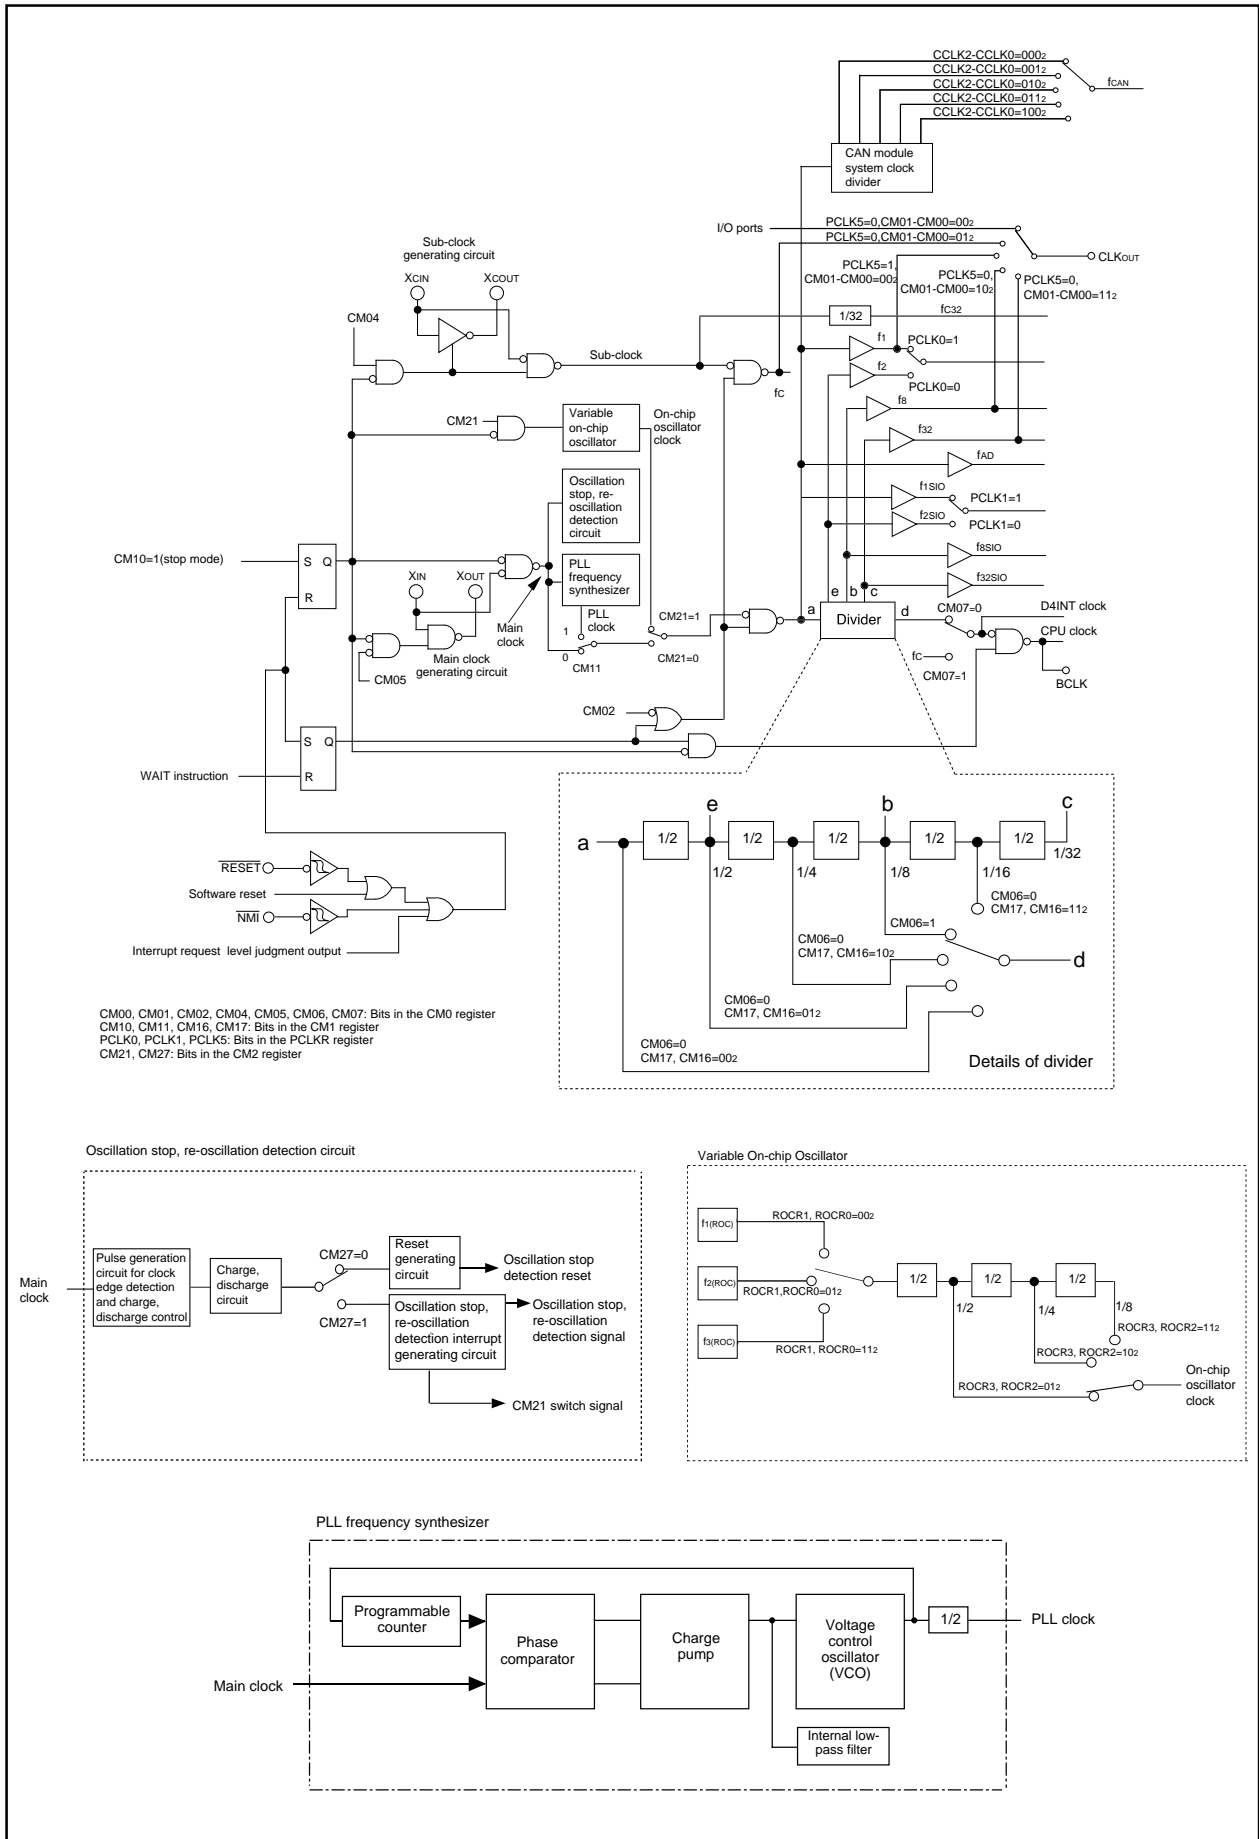 CCLK2-CCLK0=0002
CCLK2-CCLK0=0012
CCLK2-CCLK0=0102
CCLK2-CCLK0=0112
CCLK2-CCLK0=1002
fCAN
CAN module
system clock
divider
I/O ports
PCLK5=0,CM01-CM00=002
PCLK5=0,CM01-CM00=012
PCLK5=1,
CM01-CM00=002
PCLK5=0,
CM01-CM00=102
PCLK5=0,
CM01-CM00=112
CLKOUT
Sub-clock
generating circuit
XCIN
XCOUT
CM04
Sub-clock
1/32
fC32
f1
PCLK0=1
f2
PCLK0=0
fC
f8
f32
fAD
f1SIO
PCLK1=1
f2SIO
PCLK1=0
f8SIO
f32SIO
CM21
Variable
on-chip
oscillator
On-chip
oscillator
clock
Oscillation
stop, re-
oscillation
detection
circuit
CM10=1(stop mode)
S Q
R
XIN
XOUT
PLL
frequency
synthesizer
Main
clock
PLL
clock
1
0
CM11
CM21=1
CM21=0
Main clock
generating circuit
CM05
e b c
a
Divider
d
CM07=0
D4INT clock
CPU clock
fC
CM07=1
BCLK
CM02
S Q
R
WAIT instruction
RESET
Software reset
NMI
Interrupt request level judgment output
a
1/2
e
1/2
1/2
b
1/2
1/2
c
1/2
1/4
1/8
1/16
1/32
CM06=0
CM17, CM16=112
CM06=1
CM06=0
CM17, CM16=102
d
CM06=0
CM17, CM16=012
CM06=0
CM17, CM16=002
Details of divider
CM00, CM01, CM02, CM04, CM05, CM06, CM07: Bits in the CM0 register
CM10, CM11, CM16, CM17: Bits in the CM1 register
PCLK0, PCLK1, PCLK5: Bits in the PCLKR register
CM21, CM27: Bits in the CM2 register
Oscillation stop, re-oscillation detection circuit
Main
clock
Pulse generation
circuit for clock
edge detection
and charge,
discharge control
Charge,
discharge
circuit
CM27=0
CM27=1
Reset
generating
circuit
Oscillation stop
detection reset
Oscillation stop,
re-oscillation
detection interrupt
generating circuit
Oscillation stop,
re-oscillation
detection signal
CM21 switch signal
Variable On-chip Oscillator
f1(ROC)
ROCR1, ROCR0=002
f2(ROC)
ROCR1,ROCR0=012
f3(ROC)
ROCR1, ROCR0=112
1/2
1/2
1/2
1/2
1/4
1/8
ROCR3, ROCR2=112
ROCR3, ROCR2=102
ROCR3, ROCR2=012
On-chip
oscillator
clock
PLL frequency synthesizer
Programmable
counter
Main clock
Phase
comparator
Charge
pump
Voltage
control
oscillator
(VCO)
1/2
PLL clock
Internal low-
pass filter